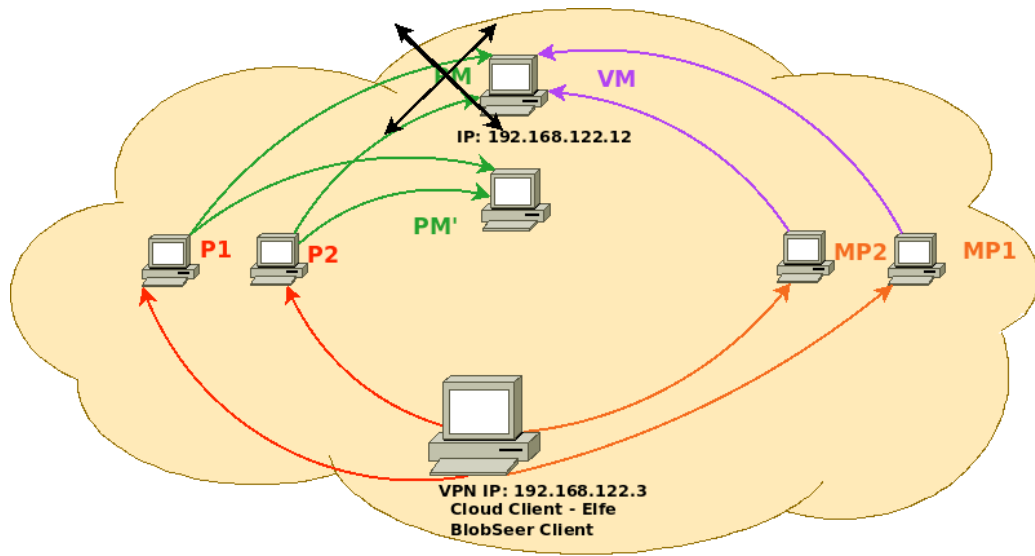 PM
VM
IP: 192.168.122.12
PM'
P1
P2
MP2
MP1
VPN IP: 192.168.122.3
Cloud Client - Elfe
BlobSeer Client